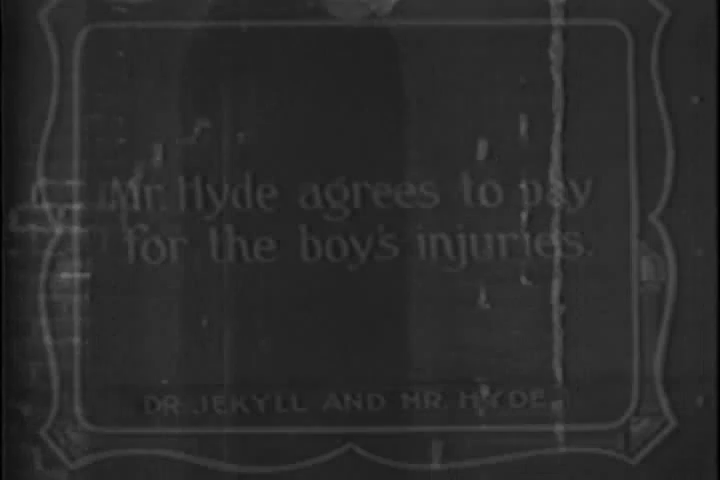 Mr. Hyde agrees to pay
for the boy's injuries.
DR. JEKYLL AND MR. HYDE.